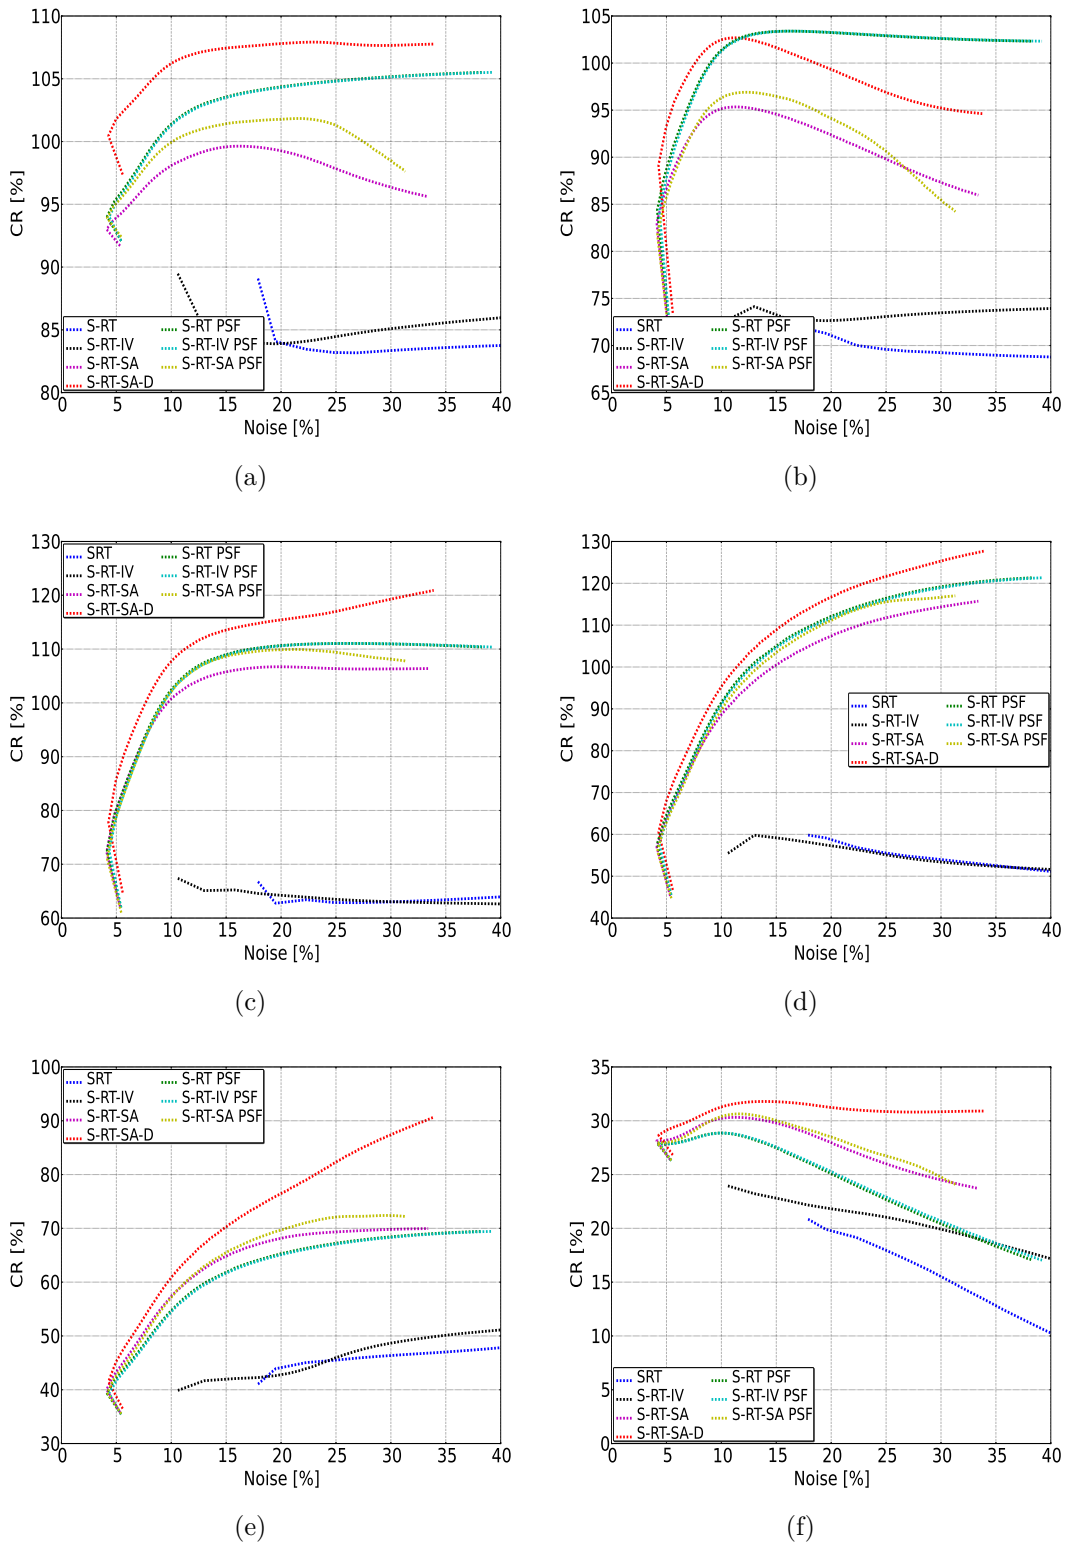 110
105
100
95
90
85
80
CR [%]
S-RT
S-RT-IV
S-RT-SA
S-RT-SA-D
S-RT PSF
S-RT-IV PSF
S-RT-SA PSF
0 5 10 15 20 25 30 35 40
Noise [%]
(a)
105
100
95
90
85
80
75
70
65
CR [%]
SRT
S-RT-IV
S-RT-SA
S-RT-SA-D
S-RT PSF
S-RT-IV PSF
S-RT-SA PSF
0 5 10 15 20 25 30 35 40
Noise [%]
(b)
130
120
110
100
90
80
70
60
CR [%]
SRT
S-RT-IV
S-RT-SA
S-RT-SA-D
S-RT PSF
S-RT-IV PSF
S-RT-SA PSF
0 5 10 15 20 25 30 35 40
Noise [%]
(c)
130
120
110
100
90
80
70
60
50
40
CR [%]
SRT
S-RT-IV
S-RT-SA
S-RT-SA-D
S-RT PSF
S-RT-IV PSF
S-RT-SA PSF
0 5 10 15 20 25 30 35 40
Noise [%]
(d)
100
90
80
70
60
50
40
30
CR [%]
SRT
S-RT-IV
S-RT-SA
S-RT-SA-D
S-RT PSF
S-RT-IV PSF
S-RT-SA PSF
0 5 10 15 20 25 30 35 40
Noise [%]
(e)
35
30
25
20
15
10
5
0
CR [%]
SRT
S-RT-IV
S-RT-SA
S-RT-SA-D
S-RT PSF
S-RT-IV PSF
S-RT-SA PSF
0 5 10 15 20 25 30 35 40
Noise [%]
(f)